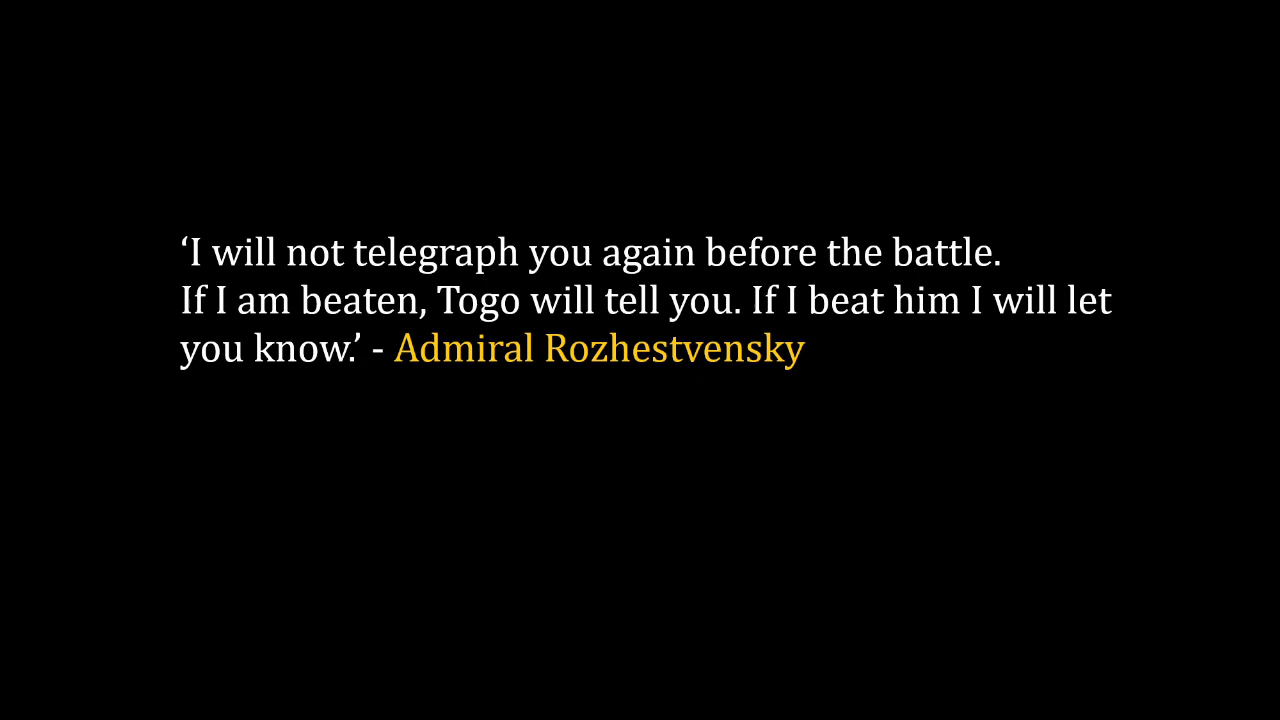 ‘I will not telegraph you again before the battle.
If I am beaten, Togo will tell you. If I beat him I will let
you know.’ - Admiral Rozhestvensky